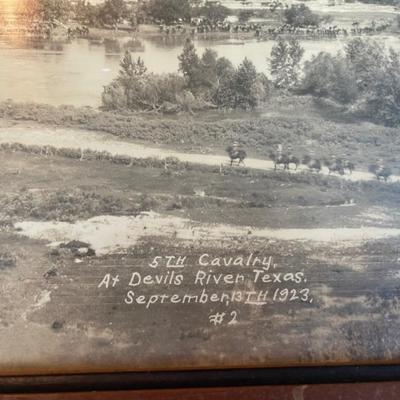 5TH Cavalry,
At Devils River Texas.
September, 13TH 1923,
#2